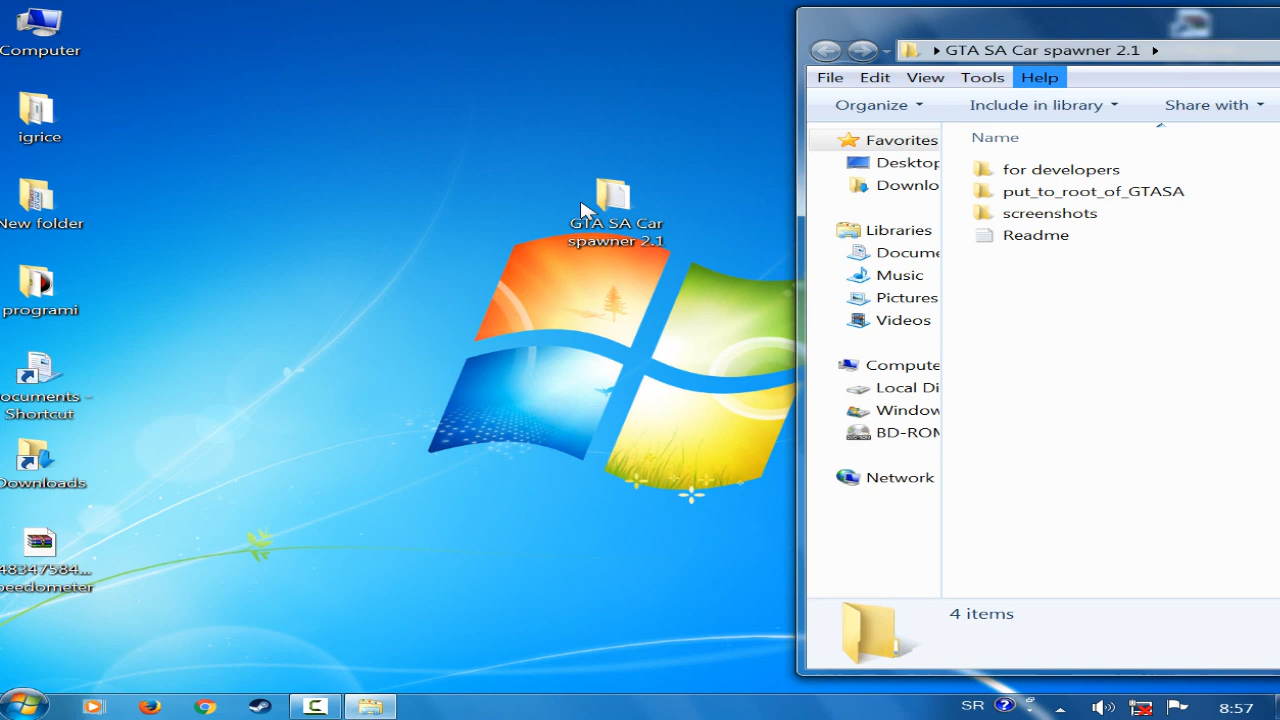 Computer
igrice
New folder
programi
ocuments -
Shortcut
Downloads
48347584...
peedometer
GTA SA Car
spawner 2.1
GTA SA Car spawner 2.1
File Edit View Tools Help
Organize Include in library Share with
Name
Favorites
Desktop
Downlo
Libraries
Docume
Music
Pictures
Videos
Compute
Local Di
Window
BD-ROM
Network
for developers
put_to_root_of_GTASA
screenshots
Readme
4 items
SR
8:57